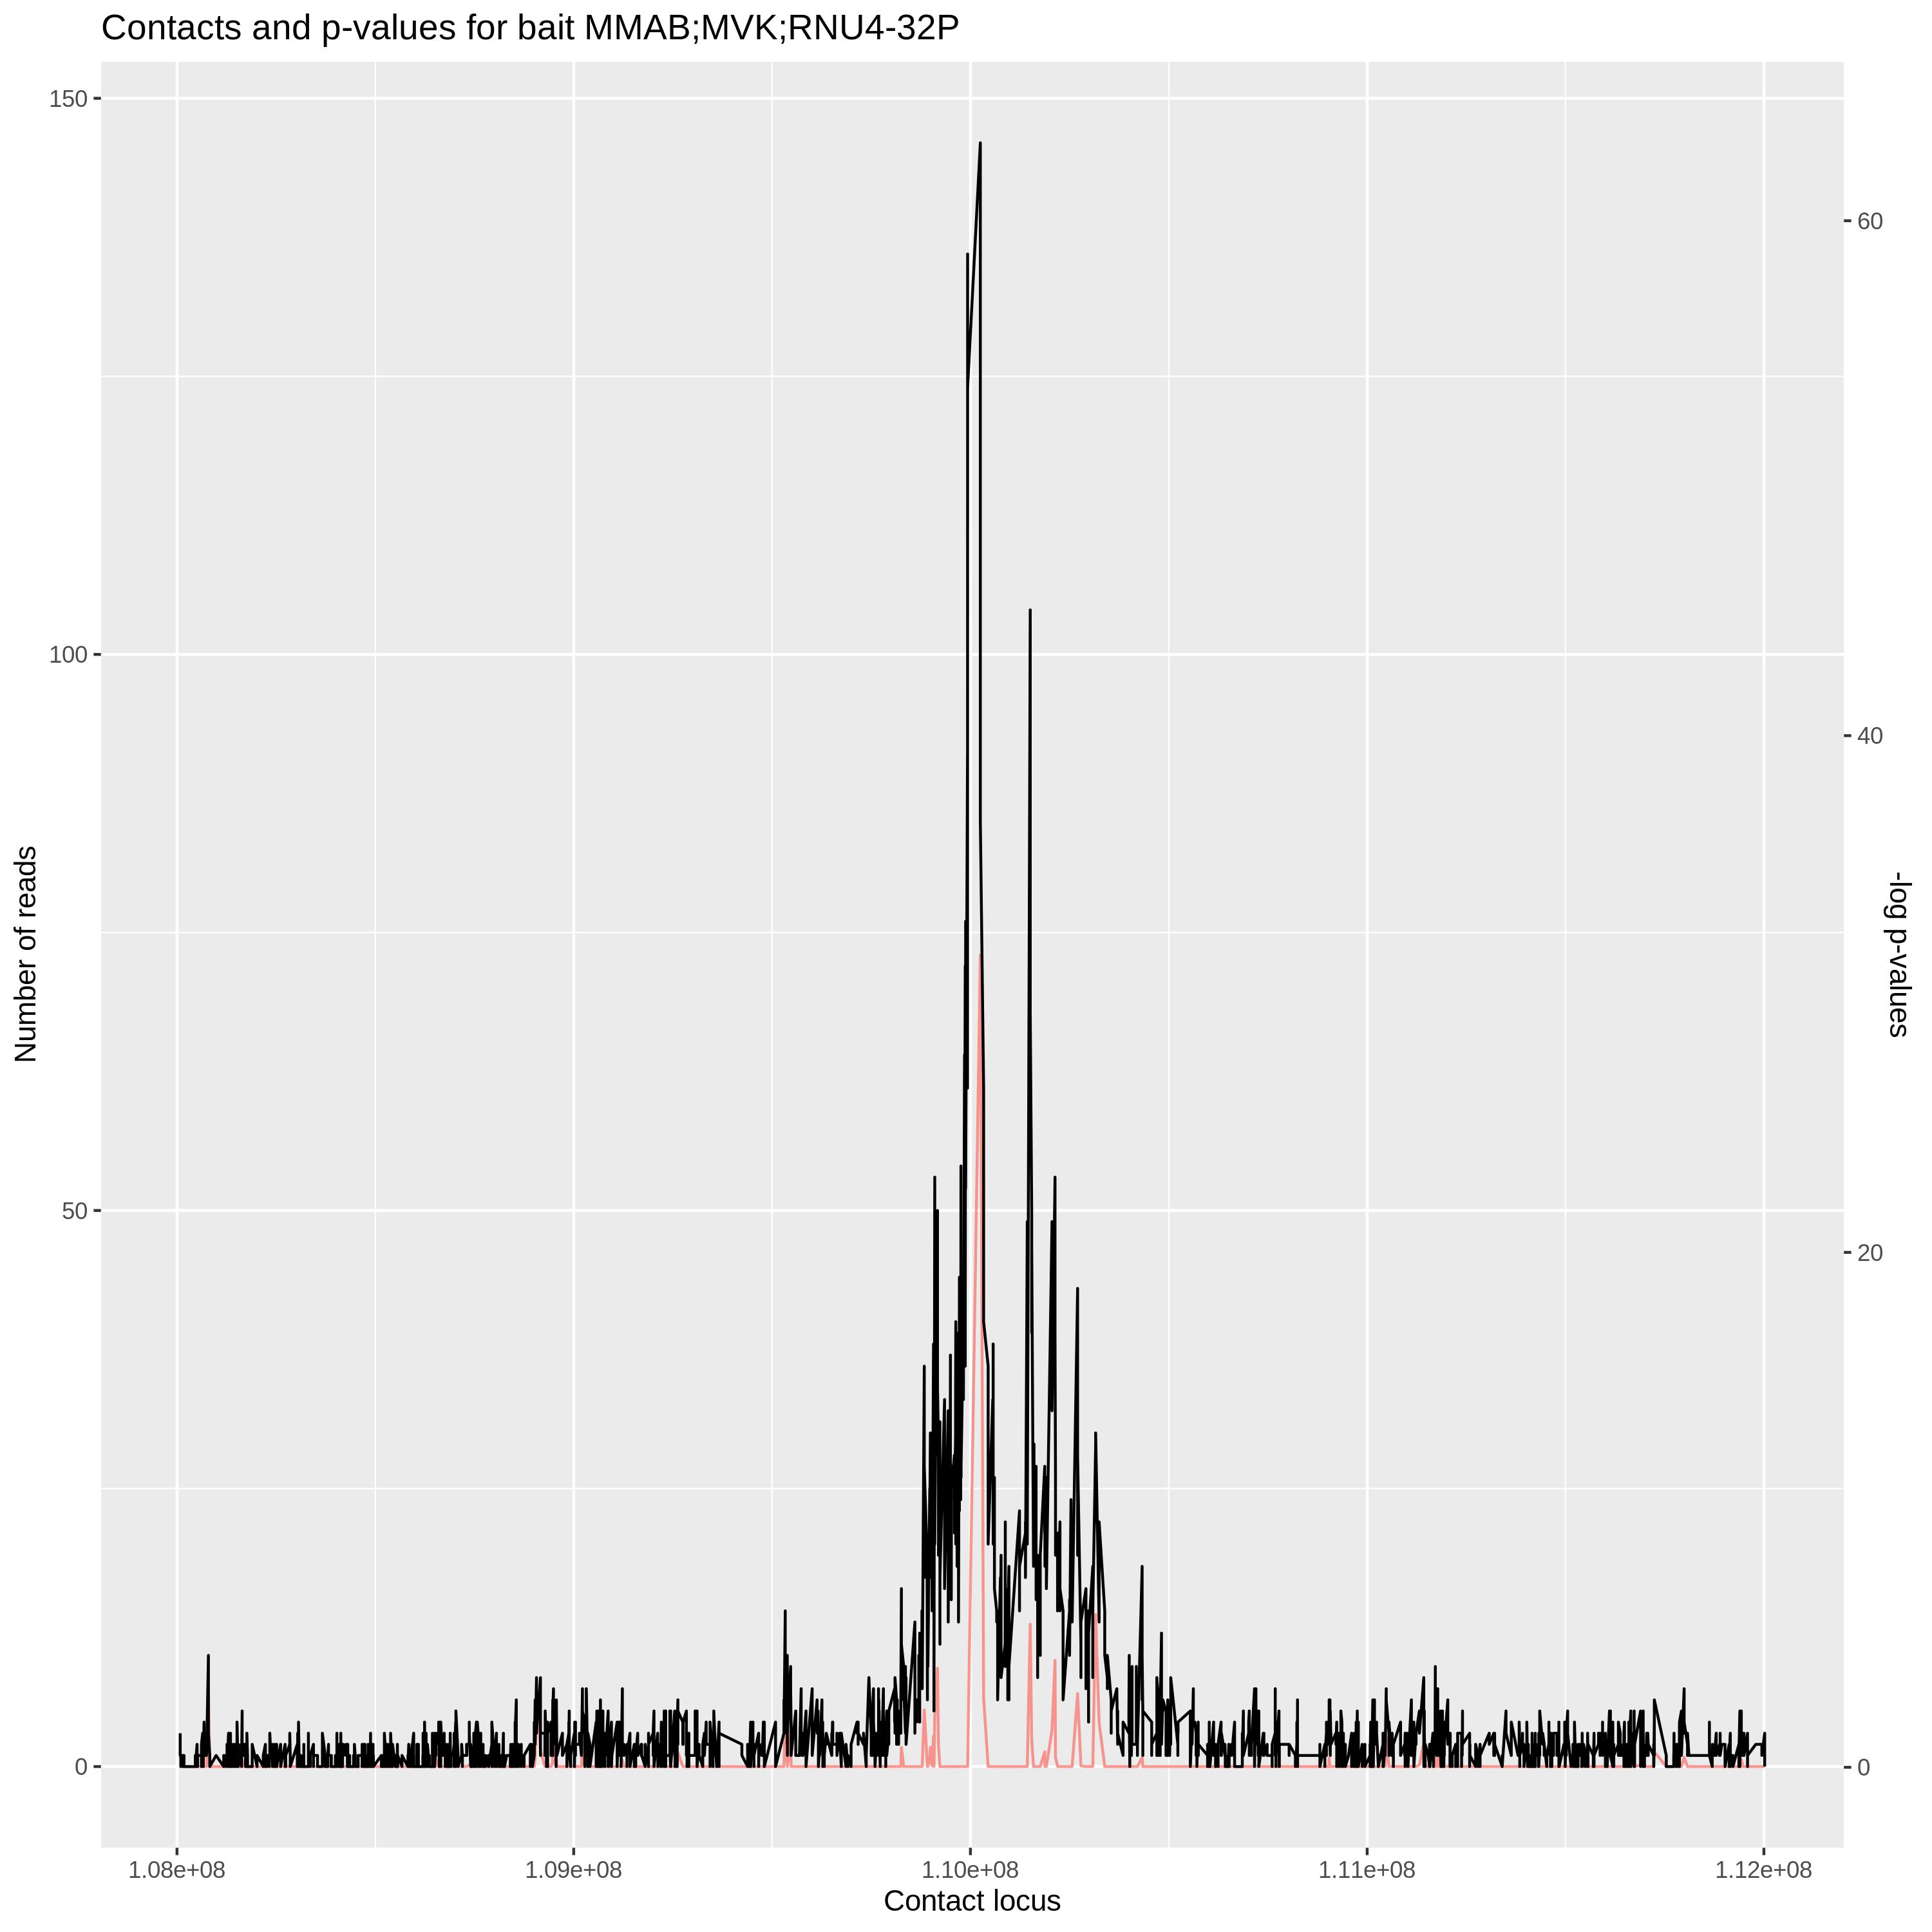 Contacts and p-values for bait MMAB;MVK;RNU4-32P
150
100
50
0
Number of reads
60
40
20
0
-log p-values
1.08e+08
1.09e+08
1.10e+08
1.11e+08
1.12e+08
Contact locus